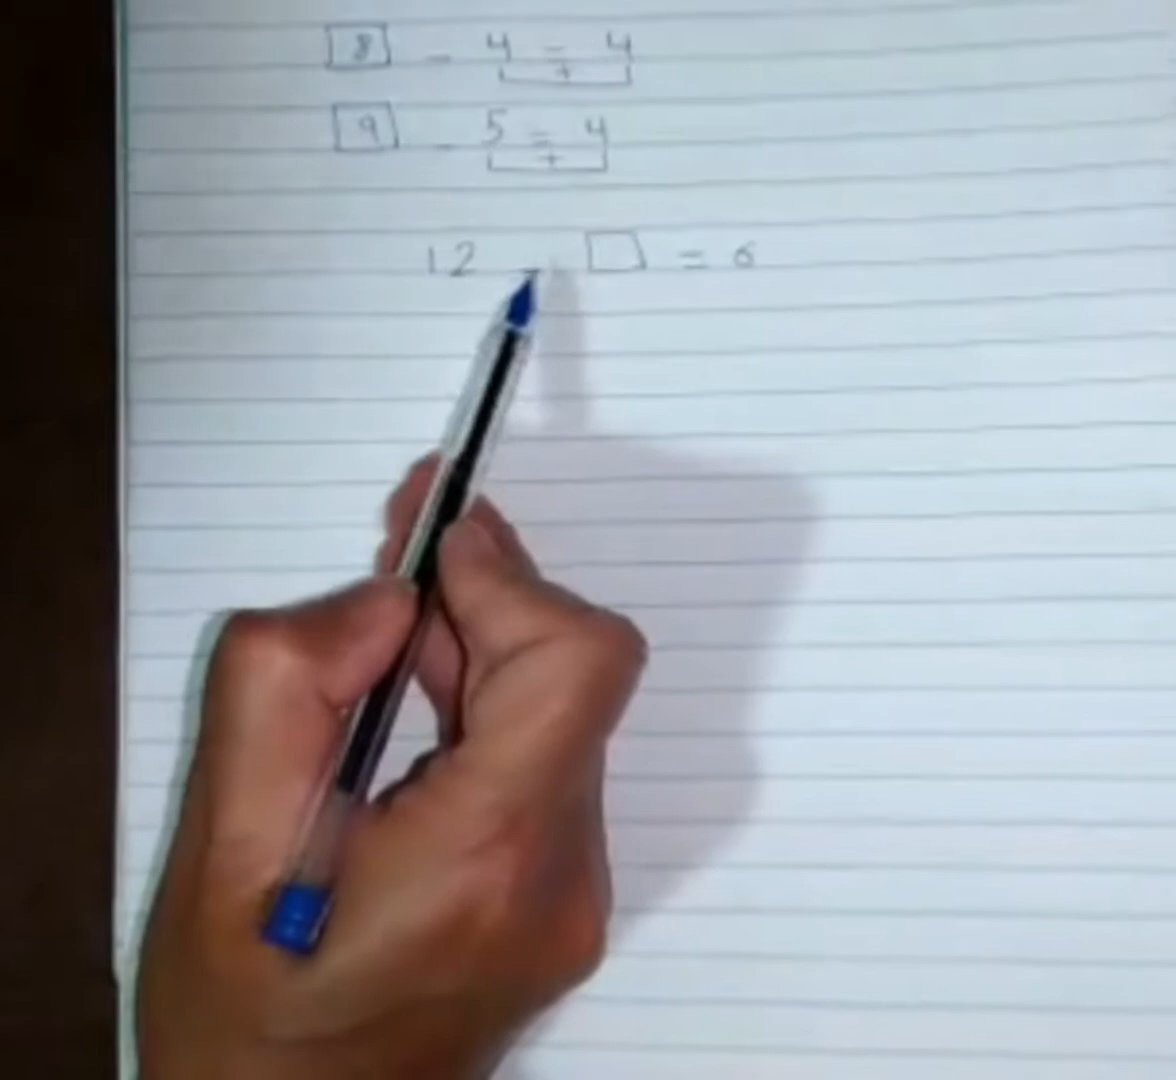 8 - 4 = 4
+
9 - 5 = 4
+
12 - □ = 6